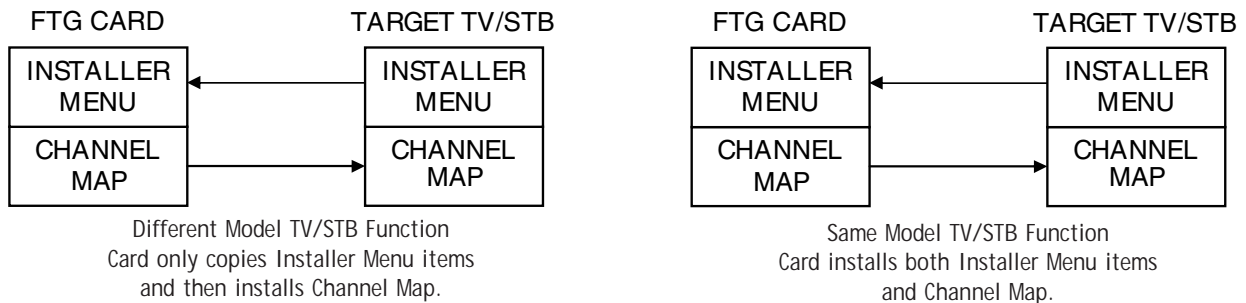 FTG CARD
TARGET TV/STB
INSTALLER
MENU
INSTALLER
MENU
CHANNEL
MAP
CHANNEL
MAP
Different Model TV/STB Function
Card only copies Installer Menu items
and then installs Channel Map.
FTG CARD
TARGET TV/STB
INSTALLER
MENU
INSTALLER
MENU
CHANNEL
MAP
CHANNEL
MAP
Same Model TV/STB Function
Card installs both Installer Menu items
and Channel Map.